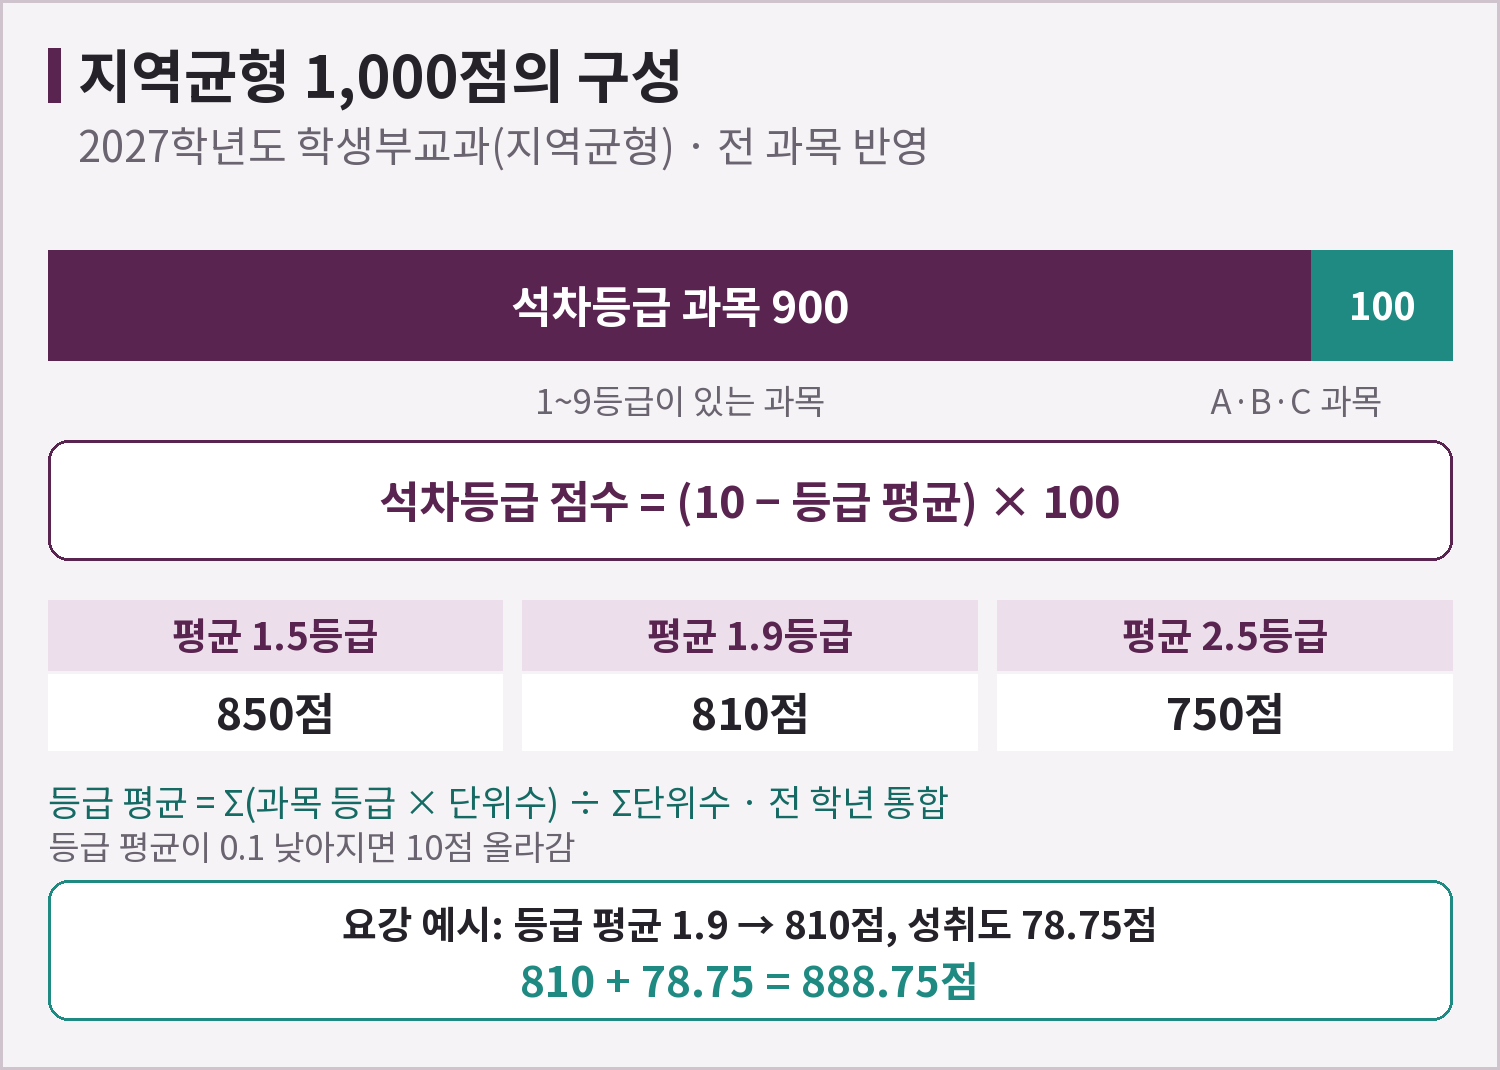 지역균형 1,000점의 구성
2027학년도 학생부교과(지역균형) · 전 과목 반영
석차등급 과목 900
100
1~9등급이 있는 과목
A·B·C 과목
석차등급 점수 = (10 − 등급 평균) × 100
평균 1.5등급
평균 1.9등급
평균 2.5등급
850점
810점
750점
등급 평균 = Σ(과목 등급 × 단위수) ÷ Σ단위수 · 전 학년 통합
등급 평균이 0.1 낮아지면 10점 올라감
요강 예시: 등급 평균 1.9 → 810점, 성취도 78.75점
810 + 78.75 = 888.75점